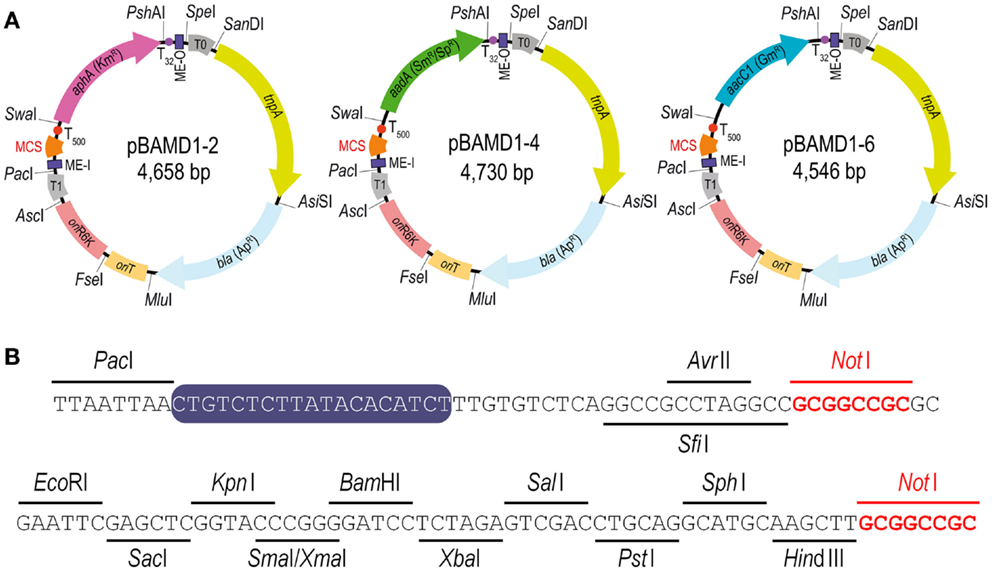 A
PshAI SpeI SanDI
aphA (KmR) T32 ME-O T0 tnpA
SwaI T500
MCS ME-I
PacI T1
pBAMD1-2
4,658 bp
AscI oriR6K FseI oriT MluI bla (ApR) AsiSI
PshAI SpeI SanDI
aadA (SmR/SpR) T32 ME-O T0 tnpA
SwaI T500
MCS ME-I
PacI T1
pBAMD1-4
4,730 bp
AscI oriR6K FseI oriT MluI bla (ApR) AsiSI
PshAI SpeI SanDI
aacC1 (GmR) T32 ME-O T0 tnpA
SwaI T500
MCS ME-I
PacI T1
pBAMD1-6
4,546 bp
AscI oriR6K FseI oriT MluI bla (ApR) AsiSI
B
PacI AvrII NotI
TTAATTAACTGTCTCTTATACACATCTTTGTGTCTCAGGCCGCCTAGGCCGCGGCCGCGC
SfiI
EcoRI KpnI BamHI SalI SphI NotI
GAATTCGAGCTCGGTACCCGGGGATCCTCTAGAGTCGACCTGCAGGCATGCAAGCTTGCGGCCGC
SacI SmaI/XmaI XbaI PstI HindIII